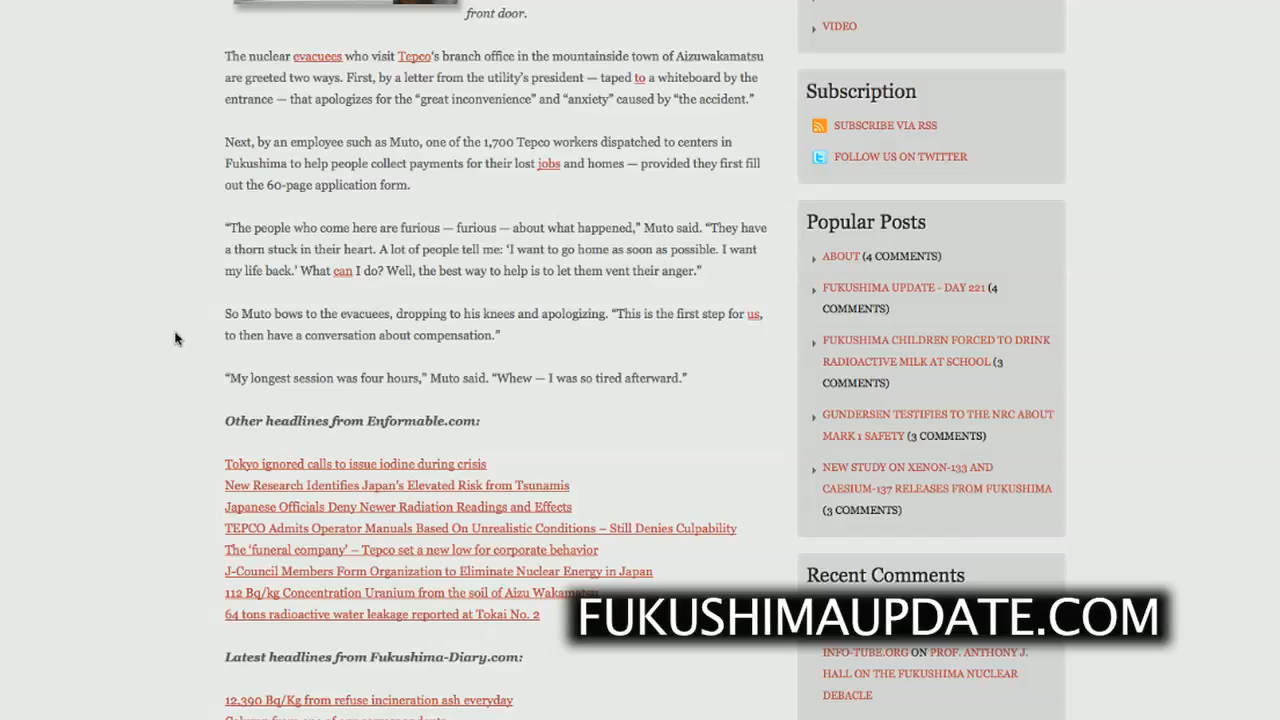 front door.
The nuclear evacuees who visit Tepco's branch office in the mountainside town of Aizuwakamatsu
are greeted two ways. First, by a letter from the utility's president — taped to a whiteboard by the
entrance — that apologizes for the “great inconvenience” and “anxiety” caused by “the accident.”
Next, by an employee such as Muto, one of the 1,700 Tepco workers dispatched to centers in
Fukushima to help people collect payments for their lost jobs and homes — provided they first fill
out the 60-page application form.
“The people who come here are furious — furious — about what happened,” Muto said. “They have
a thorn stuck in their heart. A lot of people tell me: ‘I want to go home as soon as possible. I want
my life back.’ What can I do? Well, the best way to help is to let them vent their anger.”
So Muto bows to the evacuees, dropping to his knees and apologizing. “This is the first step for us,
to then have a conversation about compensation.”
“My longest session was four hours,” Muto said. “Whew — I was so tired afterward.”
Other headlines from Enformable.com:
Tokyo ignored calls to issue iodine during crisis
New Research Identifies Japan's Elevated Risk from Tsunamis
Japanese Officials Deny Newer Radiation Readings and Effects
TEPCO Admits Operator Manuals Based On Unrealistic Conditions – Still Denies Culpability
The ‘funeral company’ – Tepco set a new low for corporate behavior
J-Council Members Form Organization to Eliminate Nuclear Energy in Japan
112 Bq/kg Concentration Uranium from the soil of Aizu Wakamatsu
64 tons radioactive water leakage reported at Tokai No. 2
Latest headlines from Fukushima-Diary.com:
12,390 Bq/Kg from refuse incineration ash everyday
VIDEO
Subscription
SUBSCRIBE VIA RSS
FOLLOW US ON TWITTER
Popular Posts
ABOUT (4 COMMENTS)
FUKUSHIMA UPDATE - DAY 221 (4
COMMENTS)
FUKUSHIMA CHILDREN FORCED TO DRINK
RADIOACTIVE MILK AT SCHOOL (3
COMMENTS)
GUNDERSEN TESTIFIES TO THE NRC ABOUT
MARK 1 SAFETY (3 COMMENTS)
NEW STUDY ON XENON-133 AND
CAESIUM-137 RELEASES FROM FUKUSHIMA
(3 COMMENTS)
Recent Comments
FUKUSHIMAUPDATE.COM
INFO-TUBE.ORG ON PROF. ANTHONY J.
HALL ON THE FUKUSHIMA NUCLEAR
DEBACLE